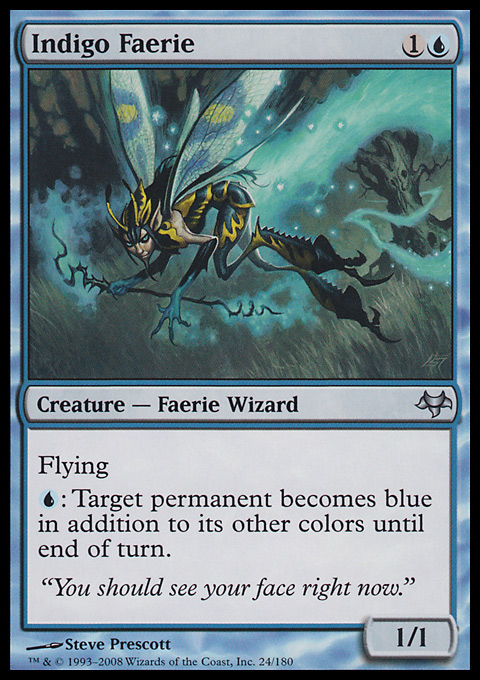 Indigo Faerie 1
Creature — Faerie Wizard
Flying
: Target permanent becomes blue
in addition to its other colors until
end of turn.
“You should see your face right now.”
1/1
Steve Prescott
™ & © 1993–2008 Wizards of the Coast, Inc. 24/180